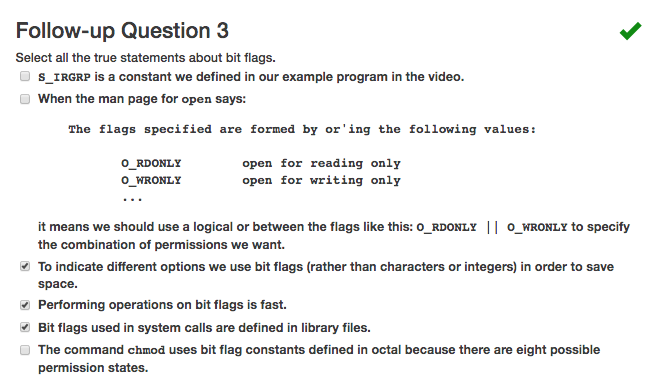 Follow-up Question 3
Select all the true statements about bit flags.
S_IRGRP is a constant we defined in our example program in the video.
When the man page for open says:
The flags specified are formed by or'ing the following values:
O_RDONLY open for reading only
O_WRONLY open for writing only
...
it means we should use a logical or between the flags like this: O_RDONLY || O_WRONLY to specify
the combination of permissions we want.
To indicate different options we use bit flags (rather than characters or integers) in order to save
space.
Performing operations on bit flags is fast.
Bit flags used in system calls are defined in library files.
The command chmod uses bit flag constants defined in octal because there are eight possible
permission states.